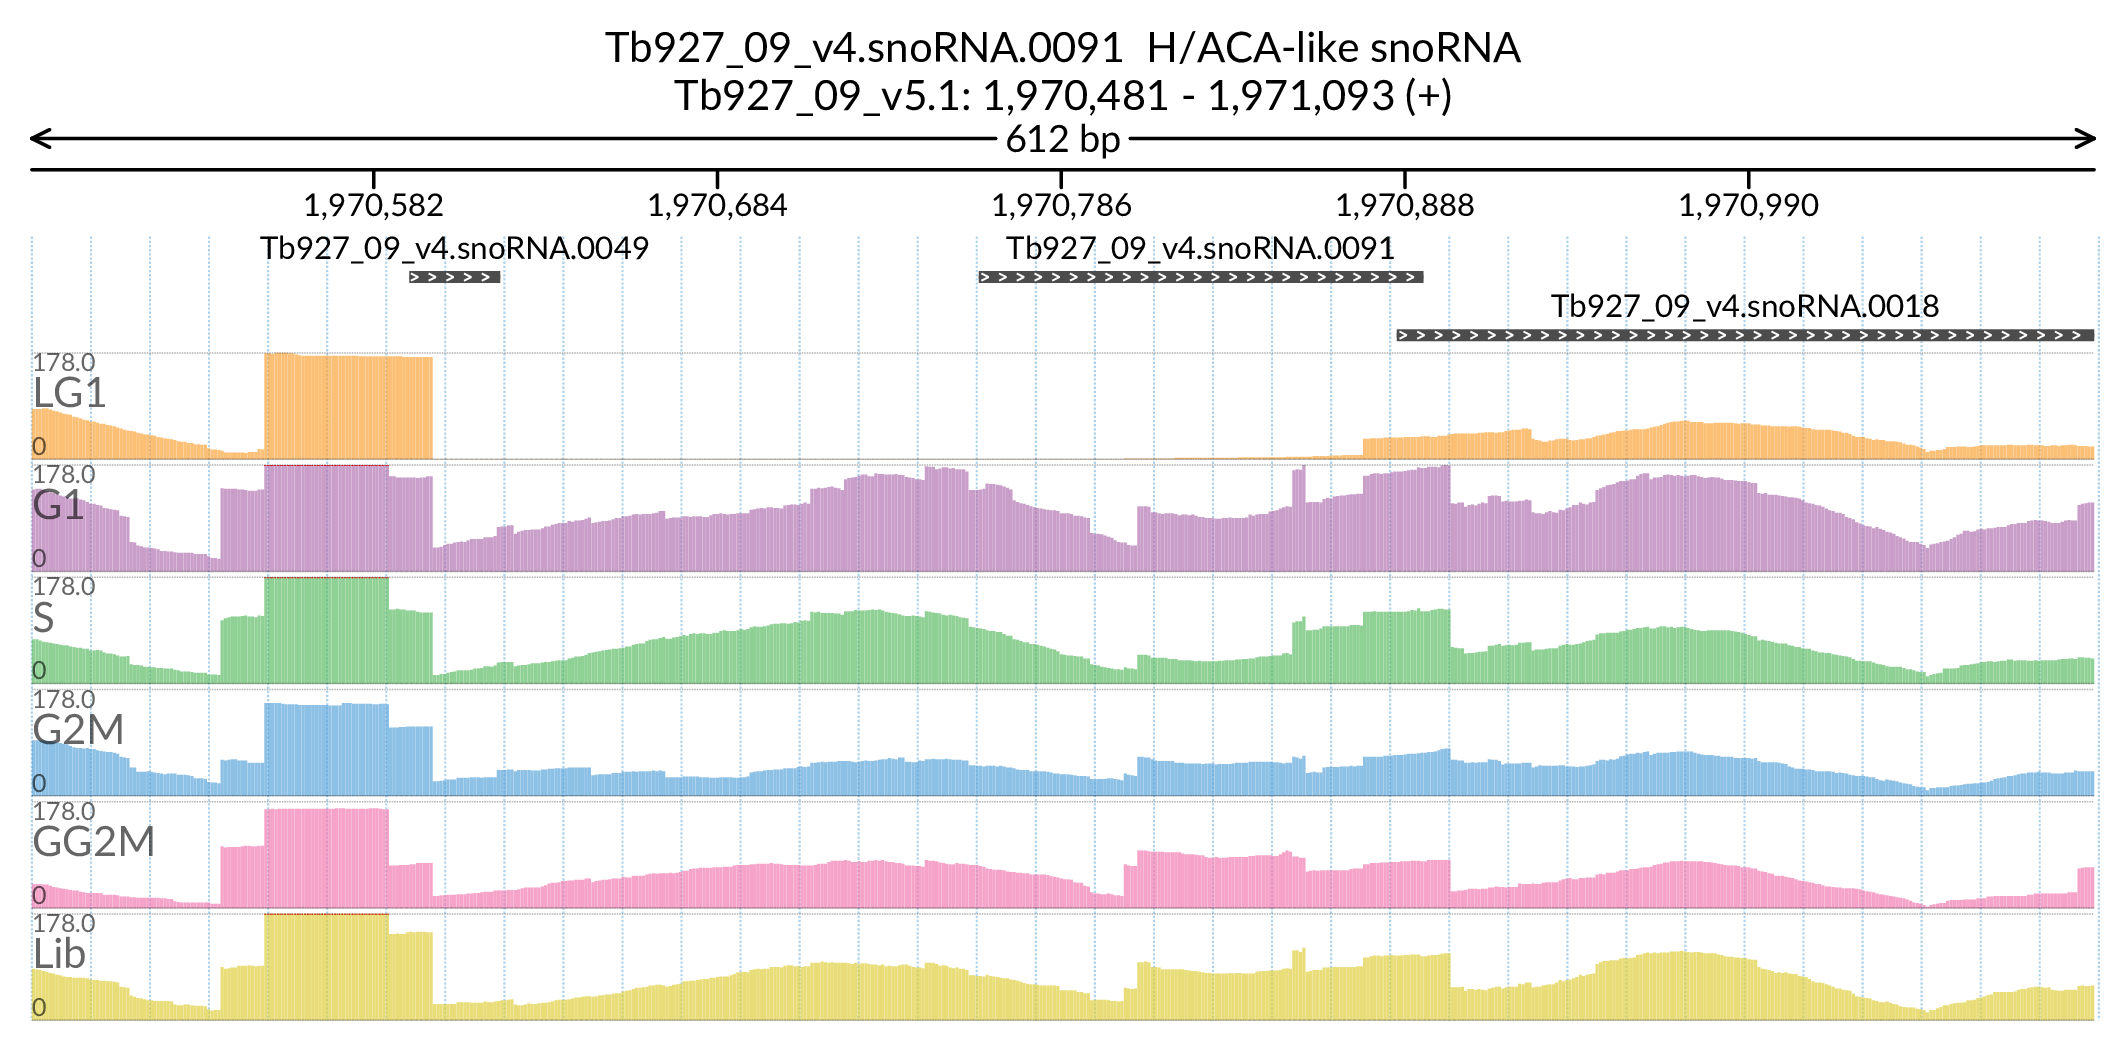 Tb927_09_v4.snoRNA.0091  H/ACA-like snoRNA
Tb927_09_v5.1: 1,970,481 - 1,971,093 (+)
612 bp
1,970,582 1,970,684 1,970,786 1,970,888 1,970,990
Tb927_09_v4.snoRNA.0049 Tb927_09_v4.snoRNA.0091
Tb927_09_v4.snoRNA.0018
178.0
LG1
0
178.0
G1
0
178.0
S
0
178.0
G2M
0
178.0
GG2M
0
178.0
Lib
0